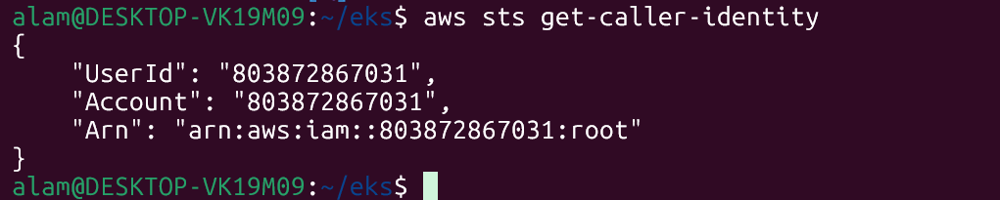 alam@DESKTOP-VK19M09:~/eks$ aws sts get-caller-identity
{
    "UserId": "803872867031",
    "Account": "803872867031",
    "Arn": "arn:aws:iam::803872867031:root"
}
alam@DESKTOP-VK19M09:~/eks$